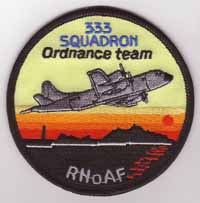 333
SQUADRON
Ordnance team
RNoAF